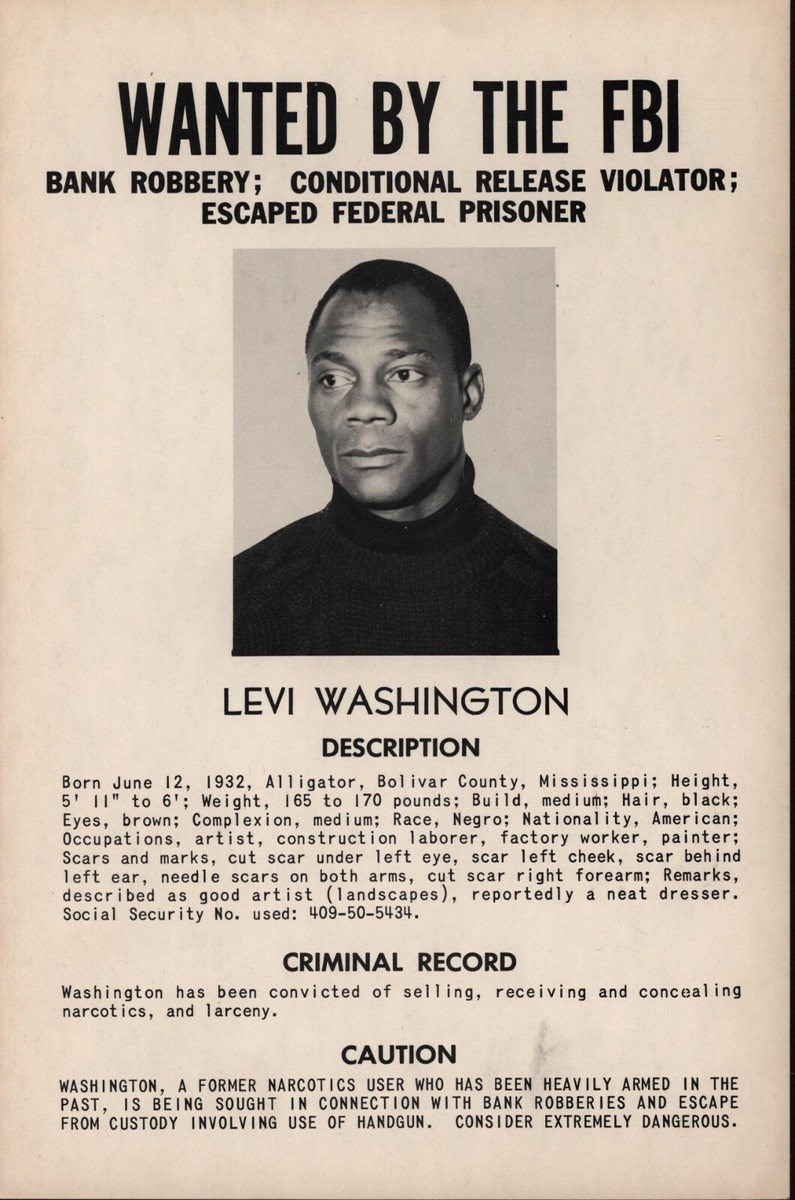 WANTED BY THE FBI
BANK ROBBERY; CONDITIONAL RELEASE VIOLATOR;
ESCAPED FEDERAL PRISONER
LEVI WASHINGTON
DESCRIPTION
Born June 12, 1932, Alligator, Bolivar County, Mississippi; Height,
5' 11" to 6'; Weight, 165 to 170 pounds; Build, medium; Hair, black;
Eyes, brown; Complexion, medium; Race, Negro; Nationality, American;
Occupations, artist, construction laborer, factory worker, painter;
Scars and marks, cut scar under left eye, scar left cheek, scar behind
left ear, needle scars on both arms, cut scar right forearm; Remarks,
described as good artist (landscapes), reportedly a neat dresser.
Social Security No. used: 409-50-5434.
CRIMINAL RECORD
Washington has been convicted of selling, receiving and concealing
narcotics, and larceny.
CAUTION
WASHINGTON, A FORMER NARCOTICS USER WHO HAS BEEN HEAVILY ARMED IN THE
PAST, IS BEING SOUGHT IN CONNECTION WITH BANK ROBBERIES AND ESCAPE
FROM CUSTODY INVOLVING USE OF HANDGUN. CONSIDER EXTREMELY DANGEROUS.